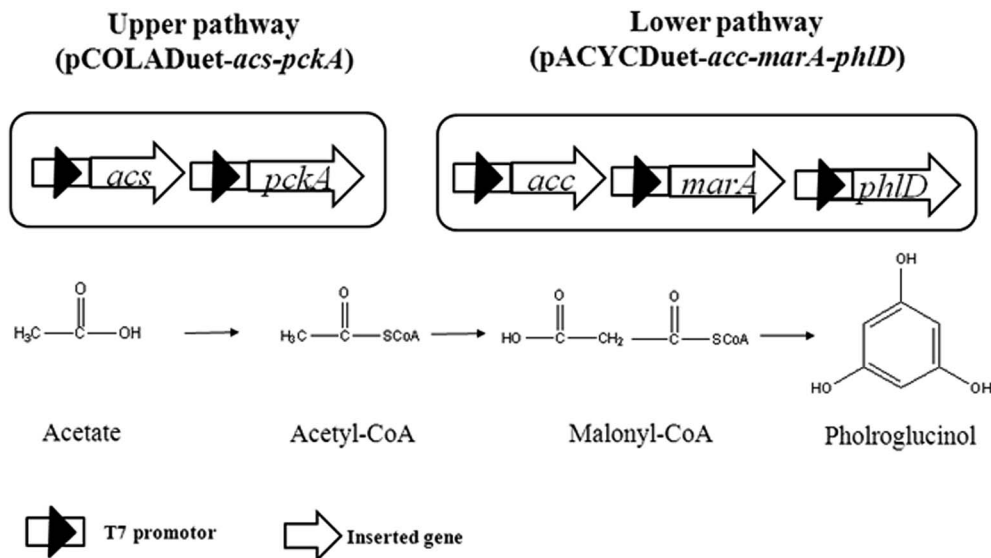 Upper pathway
(pCOLADuet-acs-pckA)
Lower pathway
(pACYCDuet-acc-marA-phlD)
acs
pckA
acc
marA
phlD
O
H₃C
C
OH
O
H₃C
C
SCoA
O
O
HO
C
CH₂
C
SCoA
OH
HO
OH
Acetate
Acetyl-CoA
Malonyl-CoA
Pholroglucinol
T7 promotor
Inserted gene